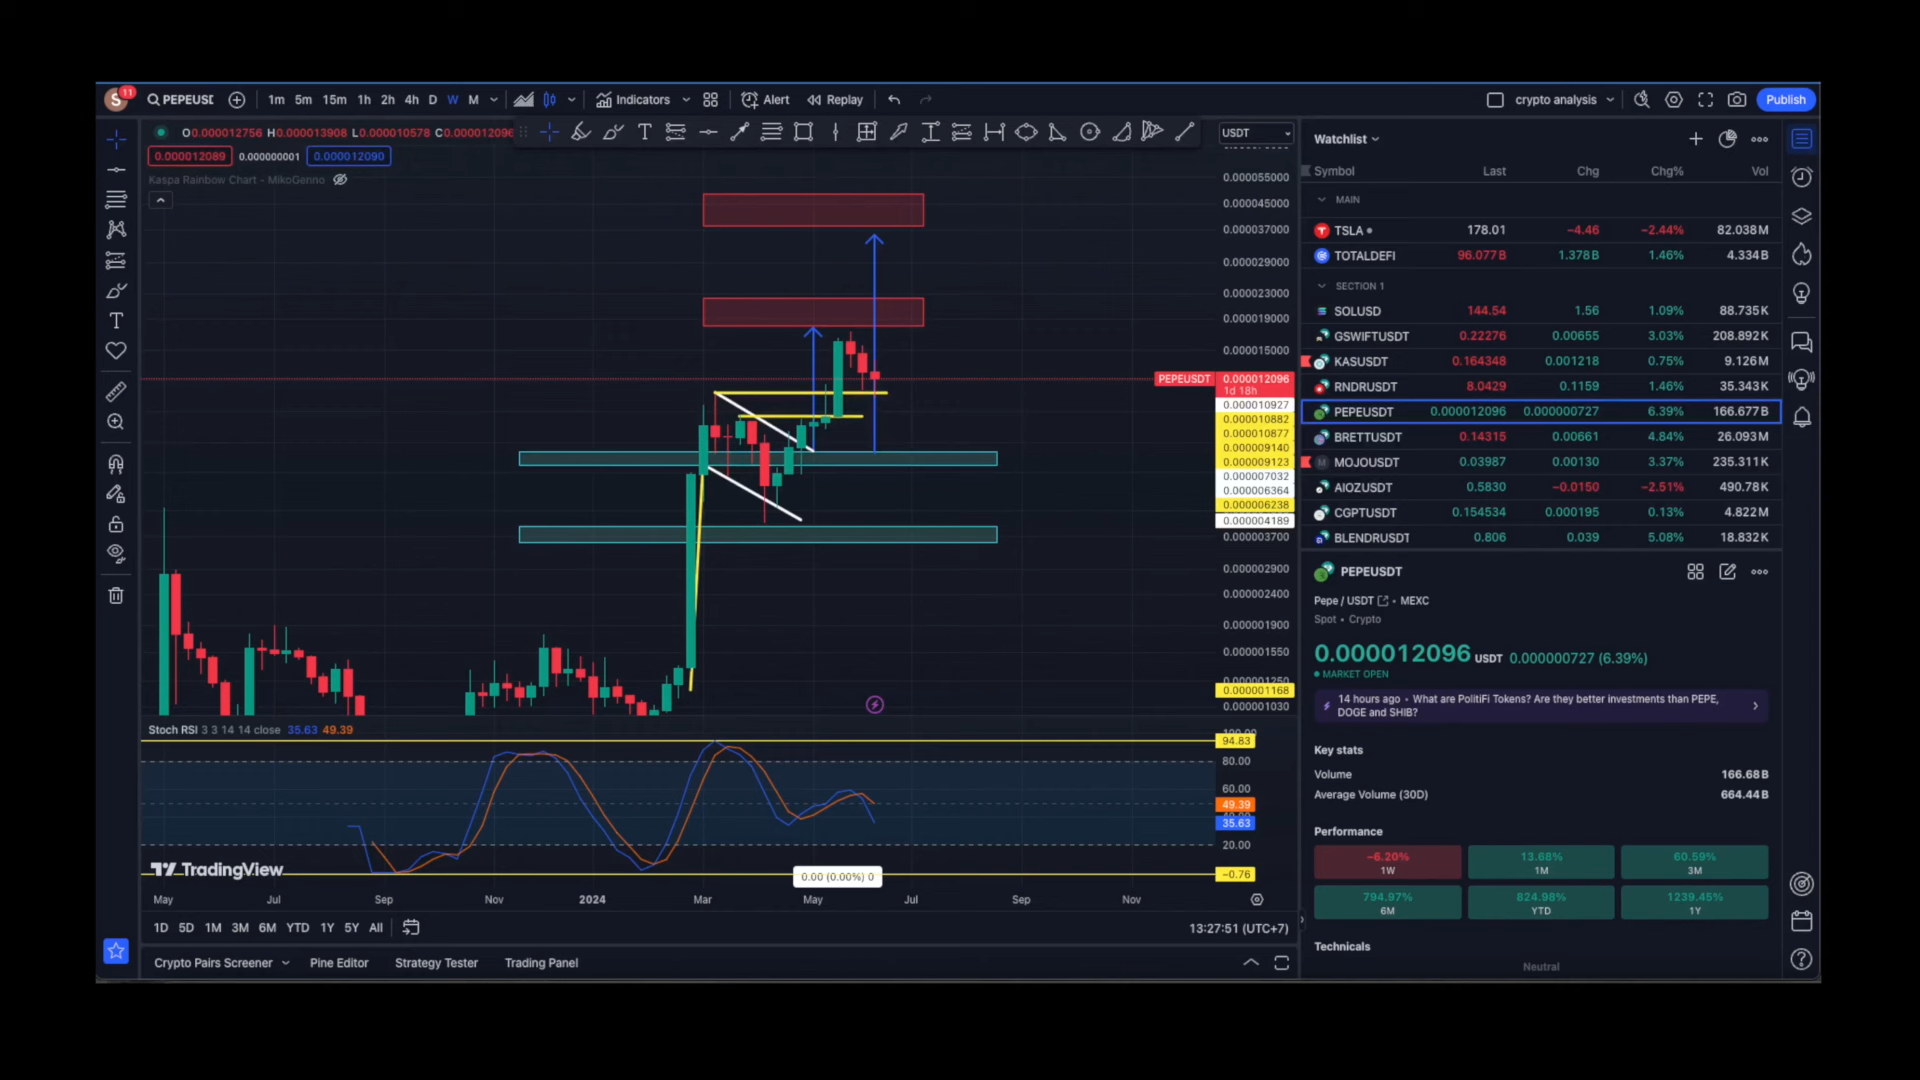 S 11 PEPEUSD 1m 5m 15m 1h 2h 4h D W M Indicators Alert Replay crypto analysis Publish
O0.000012756 H0.000013908 L0.000010578 C0.000012096
0.000012089 0.000000001 0.000012090
Kaspa Rainbow Chart - MikoGenno
USDT
0.000055000
0.000045000
0.000037000
0.000029000
0.000023000
0.000019000
0.000015000
PEPEUSDT 0.000012096
1d 18h
0.000010927
0.000010882
0.000010877
0.000009140
0.000009123
0.000007032
0.000006364
0.000006238
0.000004189
0.000003700
0.000002900
0.000002400
0.000001900
0.000001550
0.000001250
0.000001168
0.000001030
Stoch RSI 3 3 14 14 close 35.63 49.39
100.00
94.83
80.00
60.00
49.39
35.63
20.00
−0.76
TradingView
0.00 (0.00%) 0
May Jul Sep Nov 2024 Mar May Jul Sep Nov
1D 5D 1M 3M 6M YTD 1Y 5Y All
13:27:51 (UTC+7)
Crypto Pairs Screener Pine Editor Strategy Tester Trading Panel
Watchlist
Symbol Last Chg Chg% Vol
MAIN
TSLA 178.01 −4.46 −2.44% 82.038M
TOTALDEFI 96.077B 1.378B 1.46% 4.334B
SECTION 1
SOLUSD 144.54 1.56 1.09% 88.735K
GSWIFTUSDT 0.22276 0.00655 3.03% 208.892K
KASUSDT 0.164348 0.001218 0.75% 9.126M
RNDRUSDT 8.0429 0.1159 1.46% 35.343K
PEPEUSDT 0.000012096 0.000000727 6.39% 166.677B
BRETTUSDT 0.14315 0.00661 4.84% 26.093M
MOJOUSDT 0.03987 0.00130 3.37% 235.311K
AIOZUSDT 0.5830 −0.0150 −2.51% 490.78K
CGPTUSDT 0.154534 0.000195 0.13% 4.822M
BLENDRUSDT 0.806 0.039 5.08% 18.832K
PEPEUSDT
Pepe / USDT • MEXC
Spot • Crypto
0.000012096 USDT 0.000000727 (6.39%)
MARKET OPEN
14 hours ago • What are PolitiFi Tokens? Are they better investments than PEPE,
DOGE and SHIB?
Key stats
Volume 166.68B
Average Volume (30D) 664.44B
Performance
−6.20% 13.68% 60.59%
1W 1M 3M
794.97% 824.98% 1239.45%
6M YTD 1Y
Technicals
Neutral